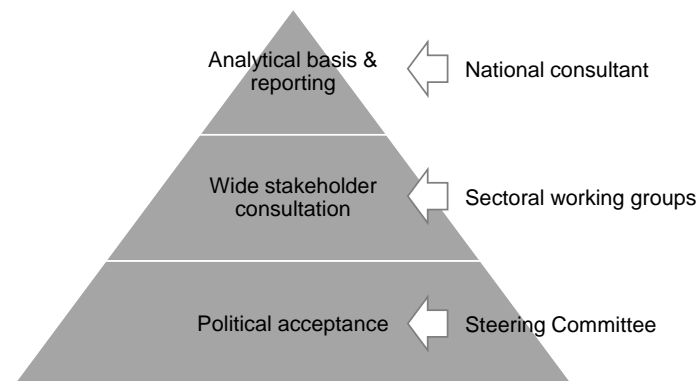 Analytical basis &
reporting
National consultant
Wide stakeholder
consultation
Sectoral working groups
Political acceptance
Steering Committee